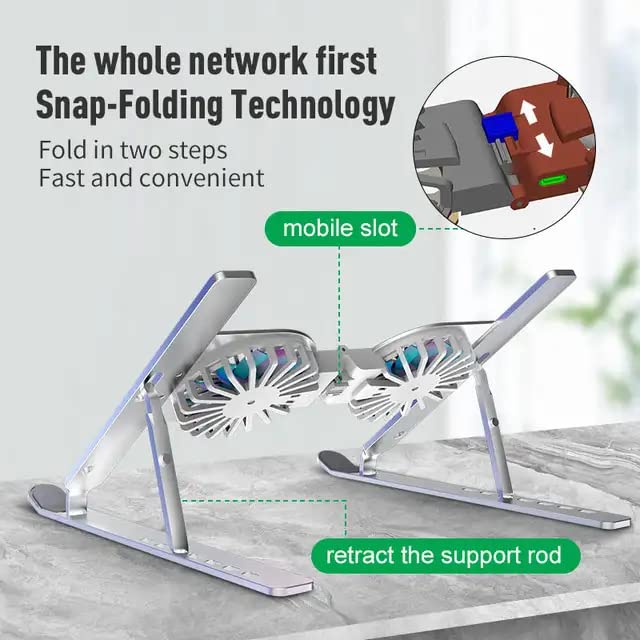 The whole network first
Snap-Folding Technology
Fold in two steps
Fast and convenient
mobile slot
retract the support rod